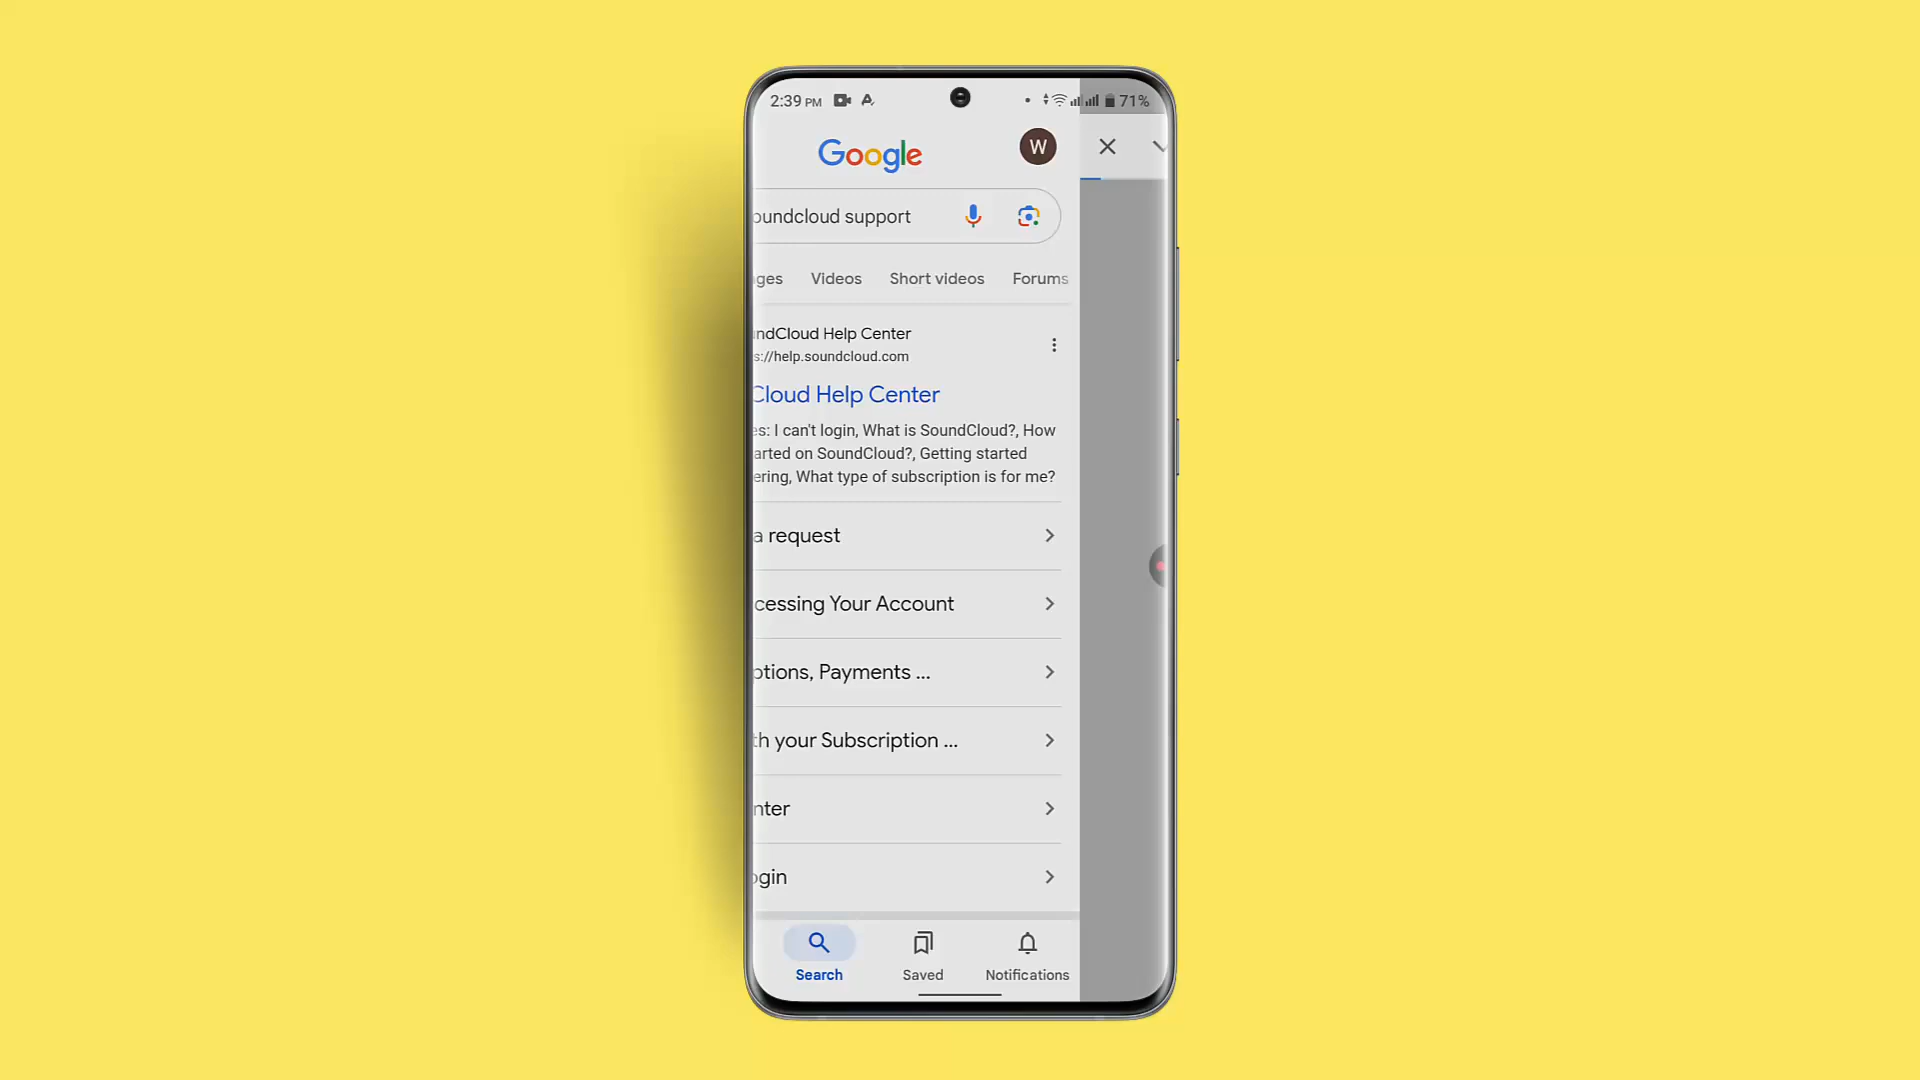 2:39 PM
71%
Google
W
oundcloud support
ges
Videos
Short videos
Forums
ndCloud Help Center
s://help.soundcloud.com
Cloud Help Center
es: I can't login, What is SoundCloud?, How
arted on SoundCloud?, Getting started
ering, What type of subscription is for me?
a request
cessing Your Account
ptions, Payments ...
th your Subscription ...
nter
ogin
Search
Saved
Notifications